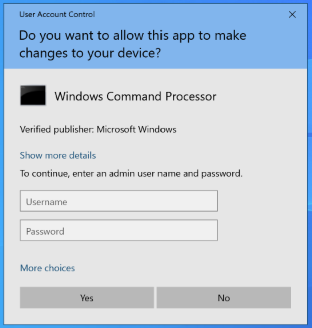 User Account Control
Do you want to allow this app to make
changes to your device?
Windows Command Processor
Verified publisher: Microsoft Windows
Show more details
To continue, enter an admin user name and password.
Username
Password
More choices
Yes
No